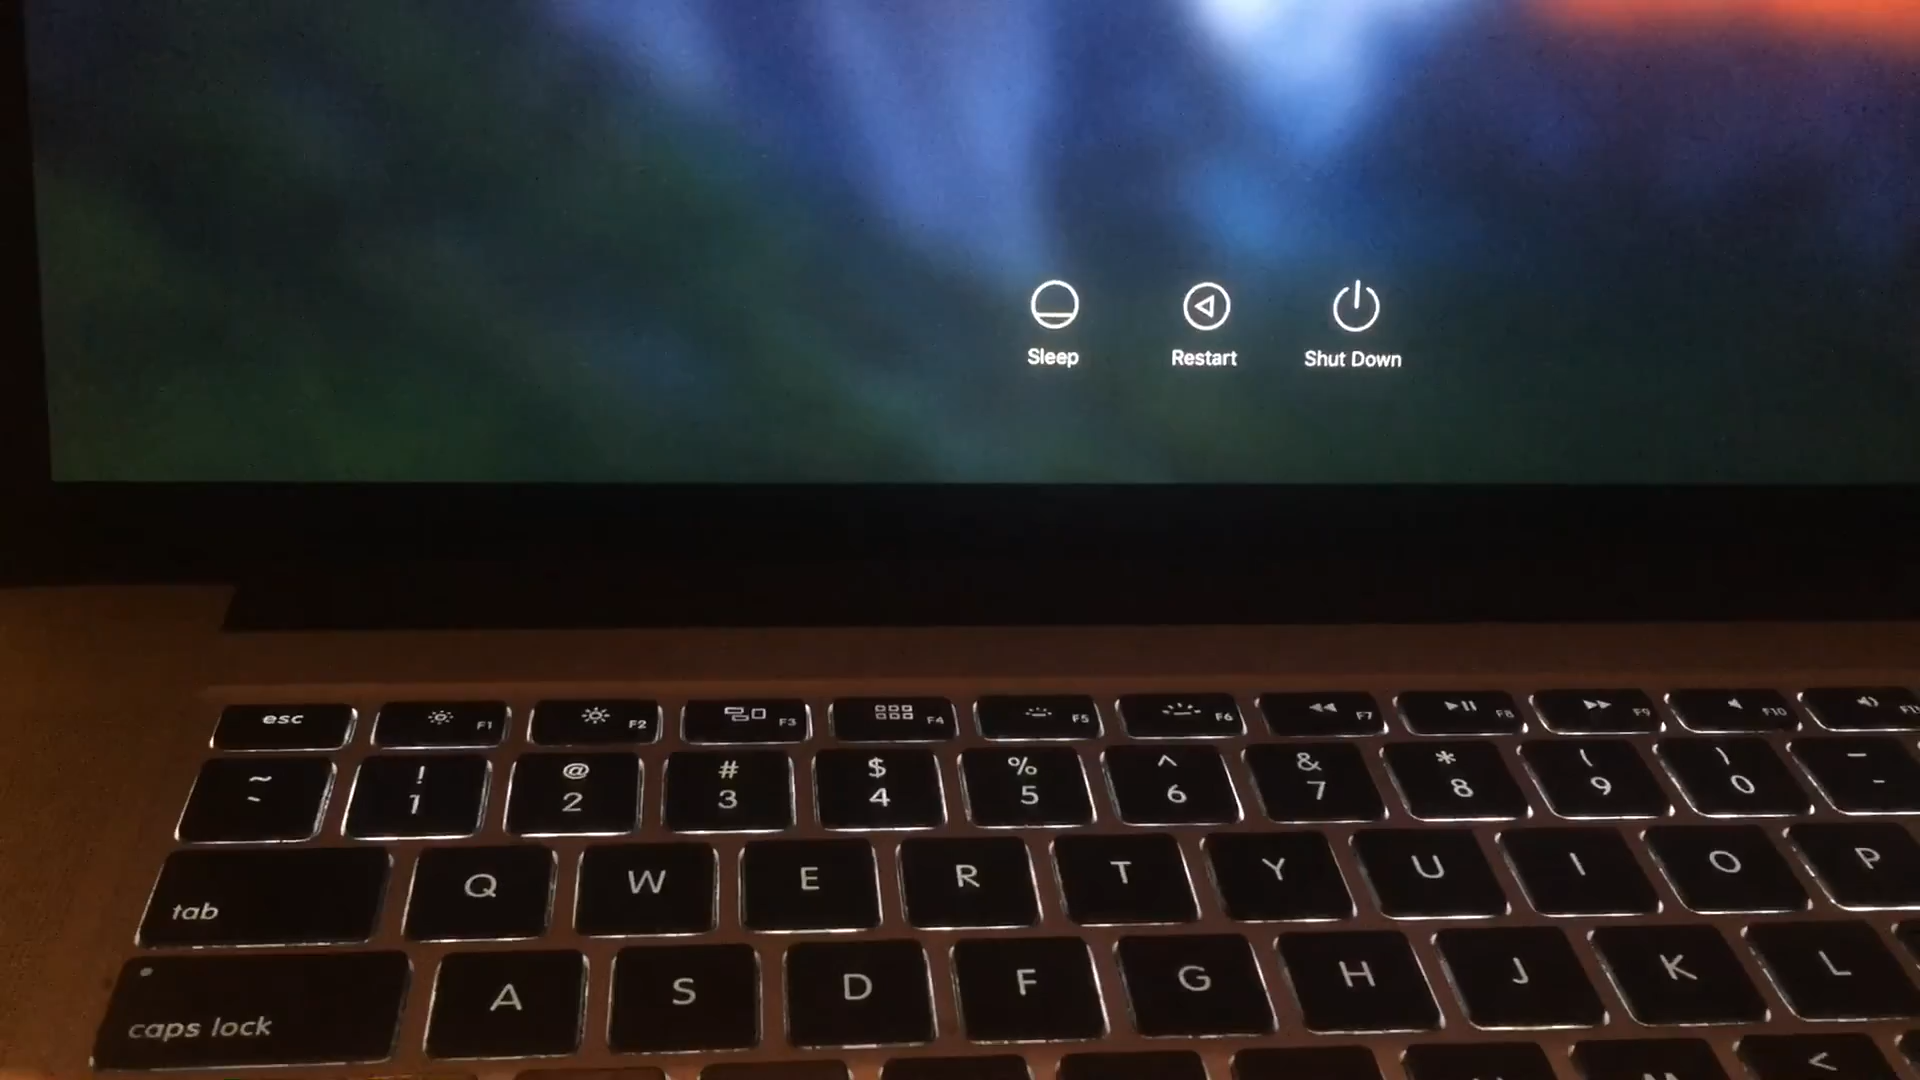 Sleep Restart Shut Down
esc F1 F2 F3 F4 F5 F6 F7 F8 F9 F10
~ ! @ # $ % ^ & * ( ) _
` 1 2 3 4 5 6 7 8 9 0 -
tab Q W E R T Y U I O P
caps lock A S D F G H J K L
<